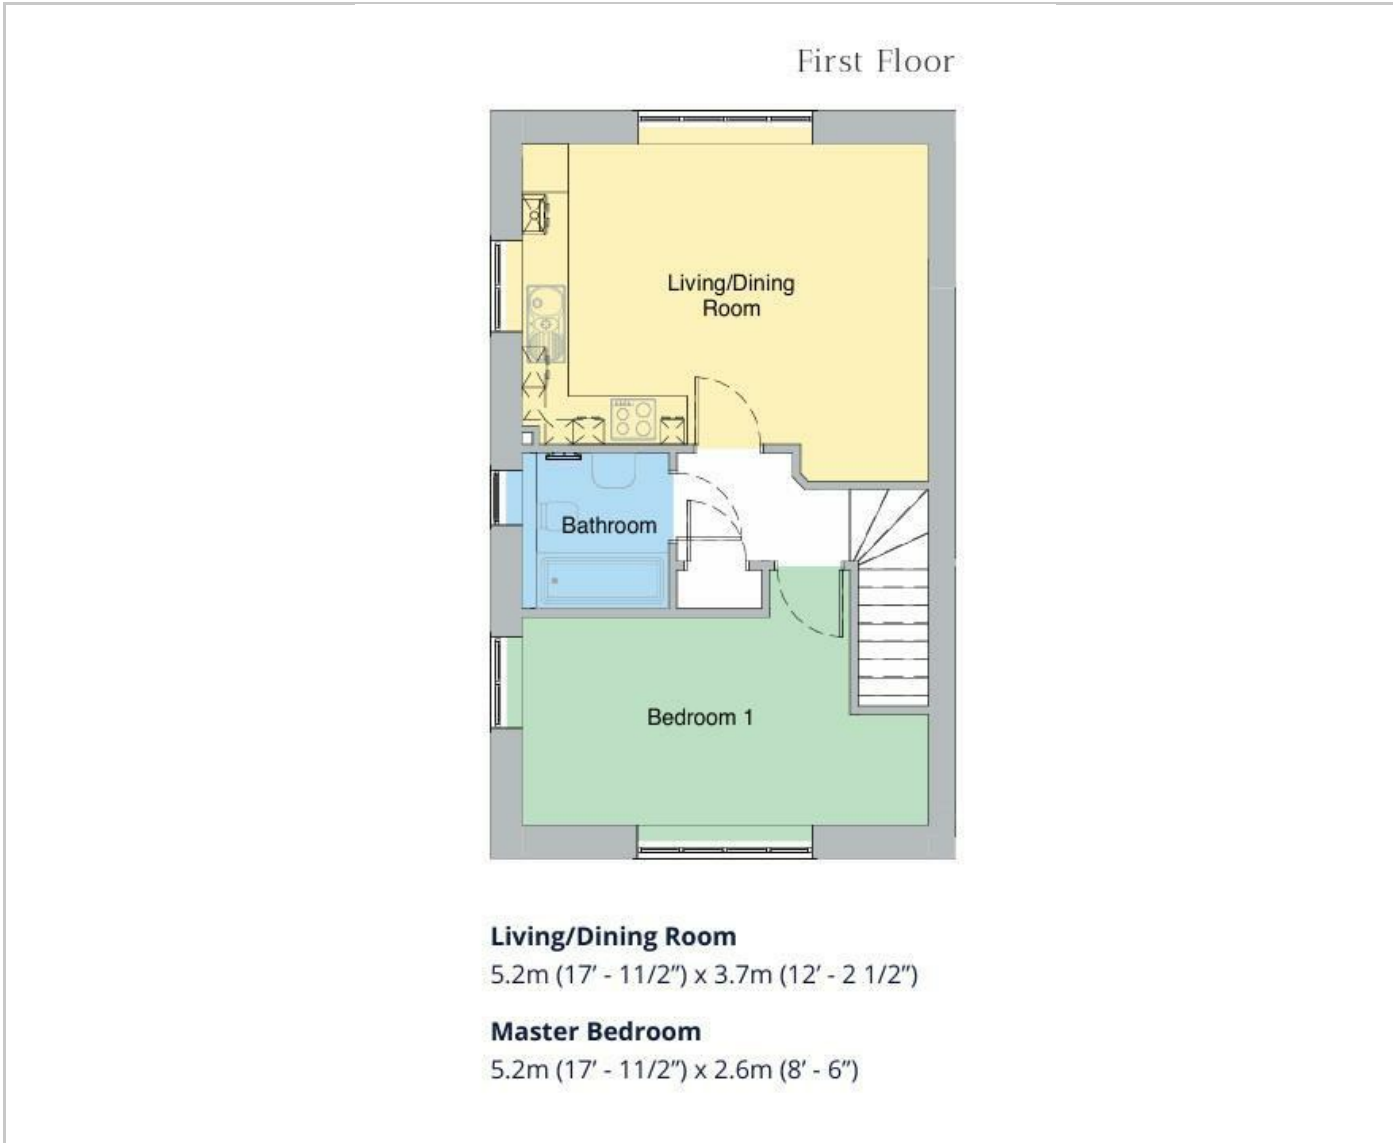 First Floor
Living/Dining
Room
Bathroom
Bedroom 1
Living/Dining Room
5.2m (17’ - 11/2”) x 3.7m (12’ - 2 1/2”)
Master Bedroom
5.2m (17’ - 11/2”) x 2.6m (8’ - 6”)